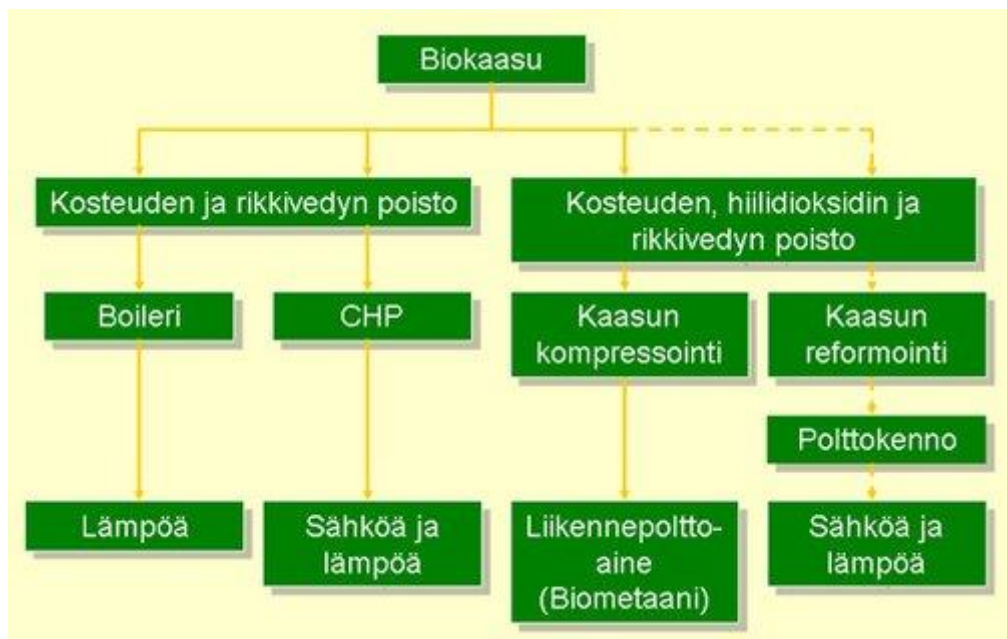 Biokaasu
Kosteuden ja rikkivedyn poisto
Kosteuden, hiilidioksidin ja
rikkivedyn poisto
Boileri
CHP
Kaasun
kompressointi
Kaasun
reformointi
Polttokenno
Lämpöä
Sähköä ja
lämpöä
Liikennepoltto-
aine
(Biometaani)
Sähköä ja
lämpöä